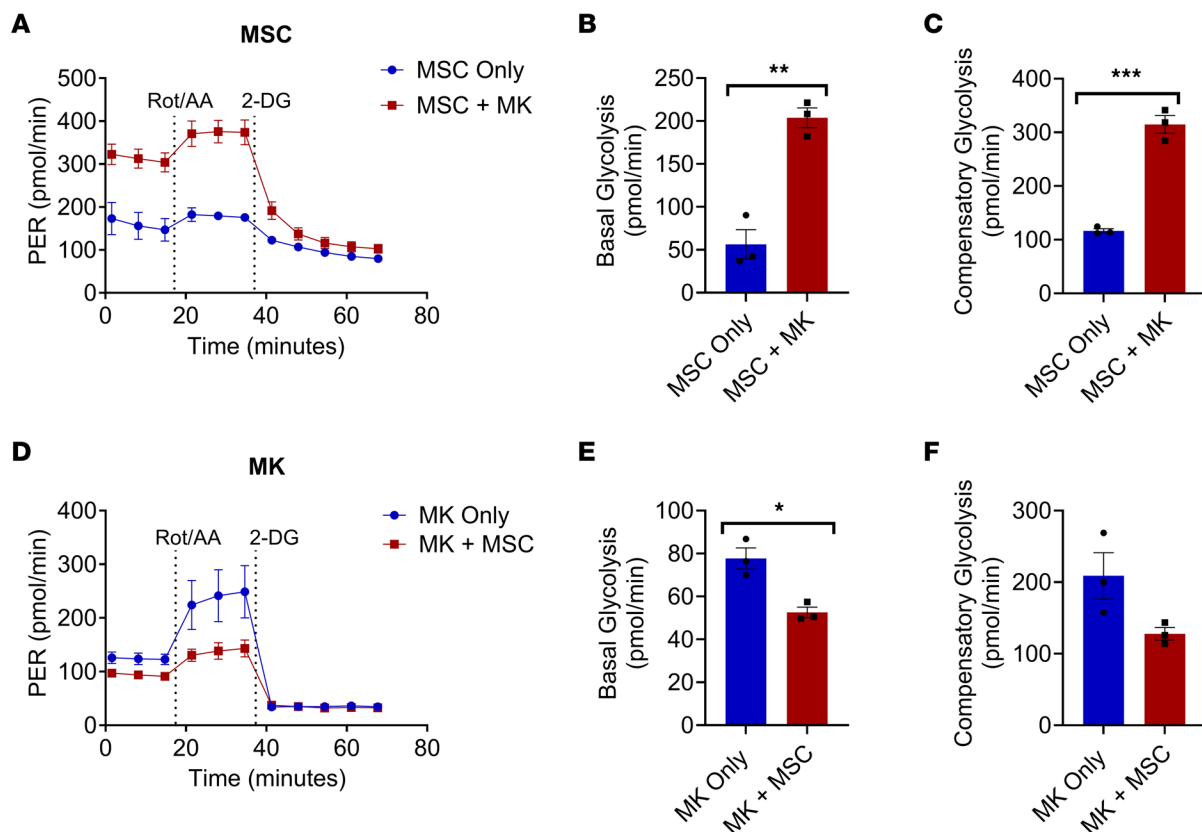 A
MSC
PER (pmol/min)
500
400
300
200
100
0
Rot/AA
2-DG
MSC Only
MSC + MK
0
20
40
60
80
Time (minutes)
B
Basal Glycolysis
(pmol/min)
250
200
150
100
50
0
**
MSC Only
MSC + MK
C
Compensatory Glycolysis
(pmol/min)
400
300
200
100
0
***
MSC Only
MSC + MK
D
MK
PER (pmol/min)
400
300
200
100
0
Rot/AA
2-DG
MK Only
MK + MSC
0
20
40
60
80
Time (minutes)
E
Basal Glycolysis
(pmol/min)
100
80
60
40
20
0
*
MK Only
MK + MSC
F
Compensatory Glycolysis
(pmol/min)
300
200
100
0
MK Only
MK + MSC